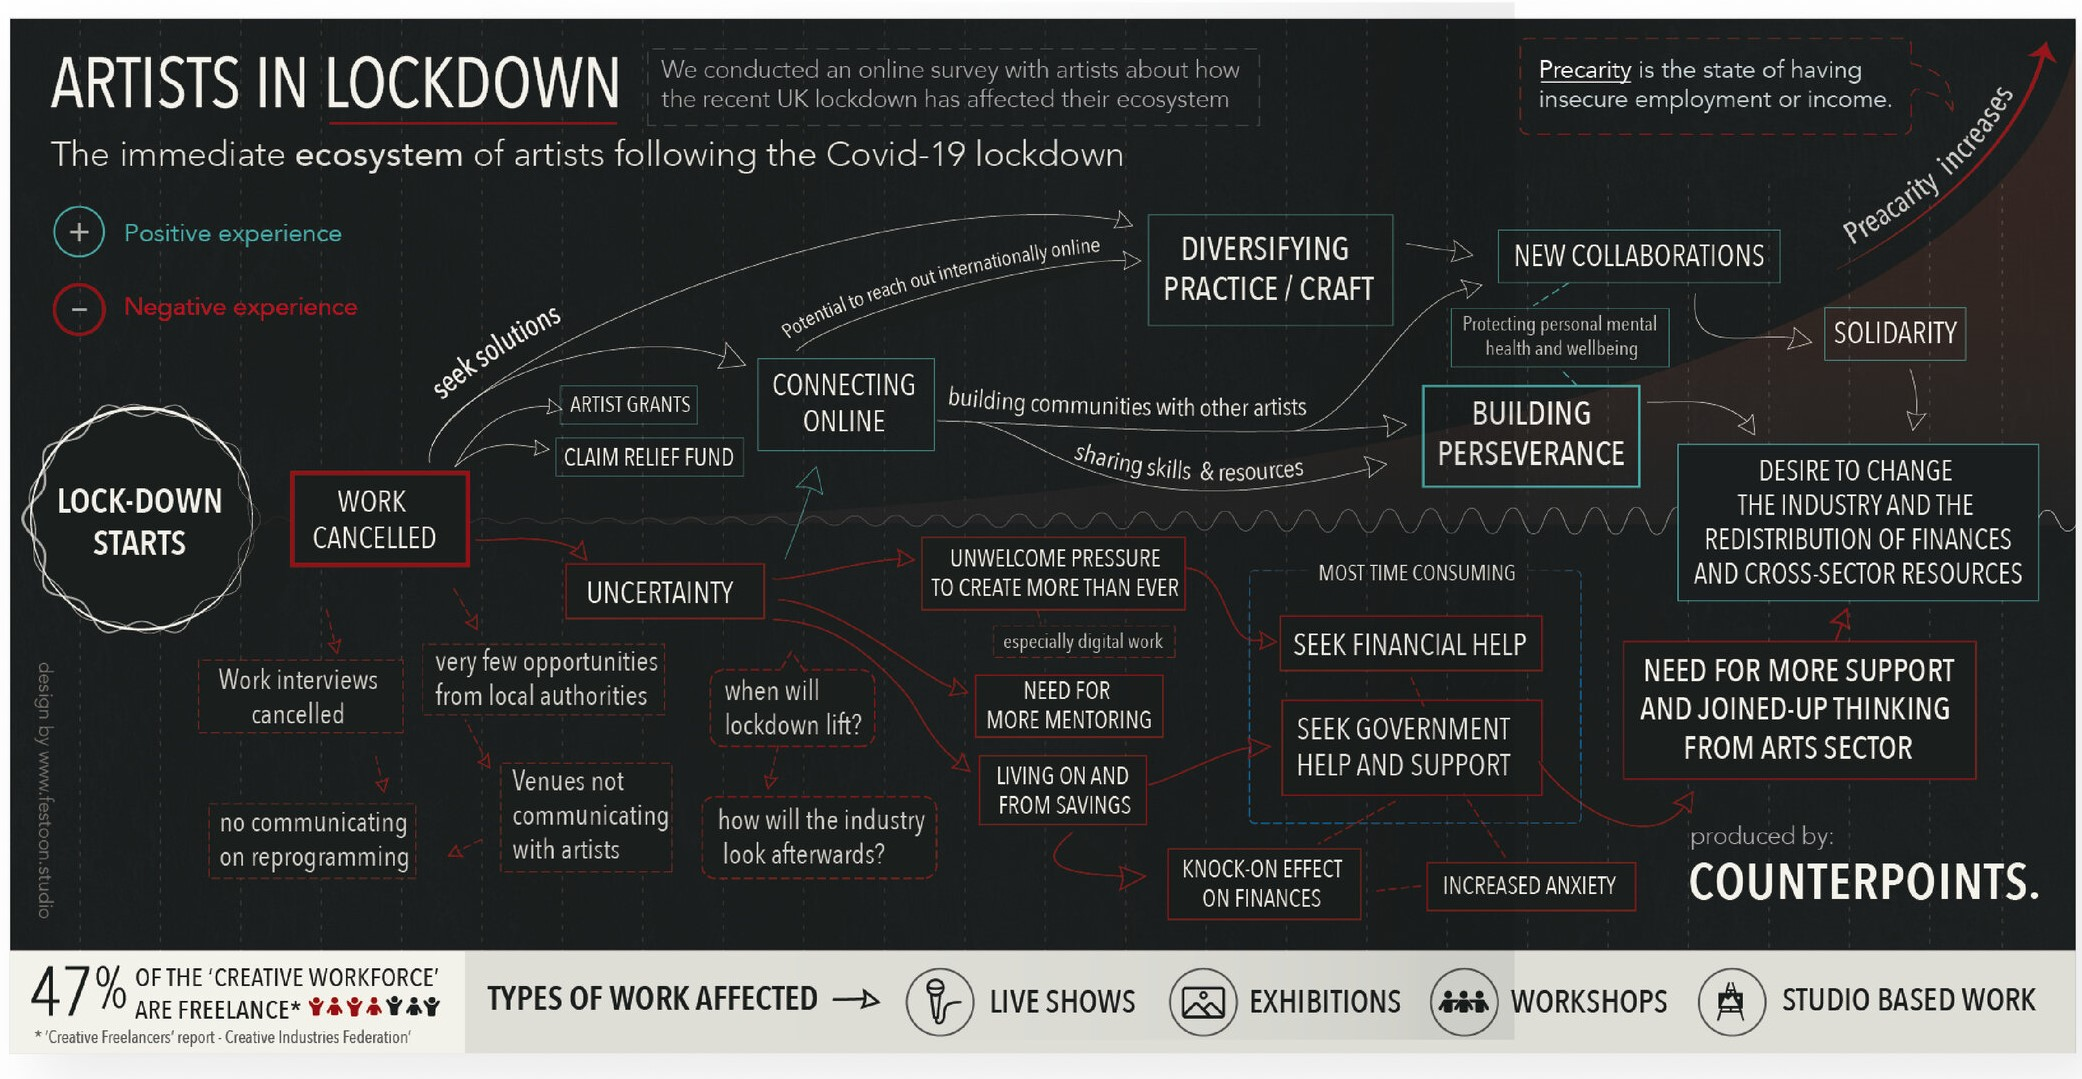 ARTISTS IN LOCKDOWN
We conducted an online survey with artists about how
the recent UK lockdown has affected their ecosystem
The immediate ecosystem of artists following the Covid-19 lockdown
Precarity is the state of having
insecure employment or income.
Preacarity increases
+
Positive experience
-
Negative experience
LOCK-DOWN
STARTS
WORK
CANCELLED
seek solutions
ARTIST GRANTS
CLAIM RELIEF FUND
CONNECTING
ONLINE
Potential to reach out internationally online
DIVERSIFYING
PRACTICE / CRAFT
NEW COLLABORATIONS
Protecting personal mental
health and wellbeing
SOLIDARITY
building communities with other artists
sharing skills & resources
BUILDING
PERSEVERANCE
DESIRE TO CHANGE
THE INDUSTRY AND THE
REDISTRIBUTION OF FINANCES
AND CROSS-SECTOR RESOURCES
UNCERTAINTY
Work interviews
cancelled
very few opportunities
from local authorities
no communicating
on reprogramming
Venues not
communicating
with artists
when will
lockdown lift?
how will the industry
look afterwards?
UNWELCOME PRESSURE
TO CREATE MORE THAN EVER
especially digital work
NEED FOR
MORE MENTORING
LIVING ON AND
FROM SAVINGS
MOST TIME CONSUMING
SEEK FINANCIAL HELP
SEEK GOVERNMENT
HELP AND SUPPORT
KNOCK-ON EFFECT
ON FINANCES
INCREASED ANXIETY
NEED FOR MORE SUPPORT
AND JOINED-UP THINKING
FROM ARTS SECTOR
produced by:
COUNTERPOINTS.
design by www.festoon.studio
47% OF THE 'CREATIVE WORKFORCE'
ARE FREELANCE*
* 'Creative Freelancers' report - Creative Industries Federation'
TYPES OF WORK AFFECTED
LIVE SHOWS
EXHIBITIONS
WORKSHOPS
STUDIO BASED WORK